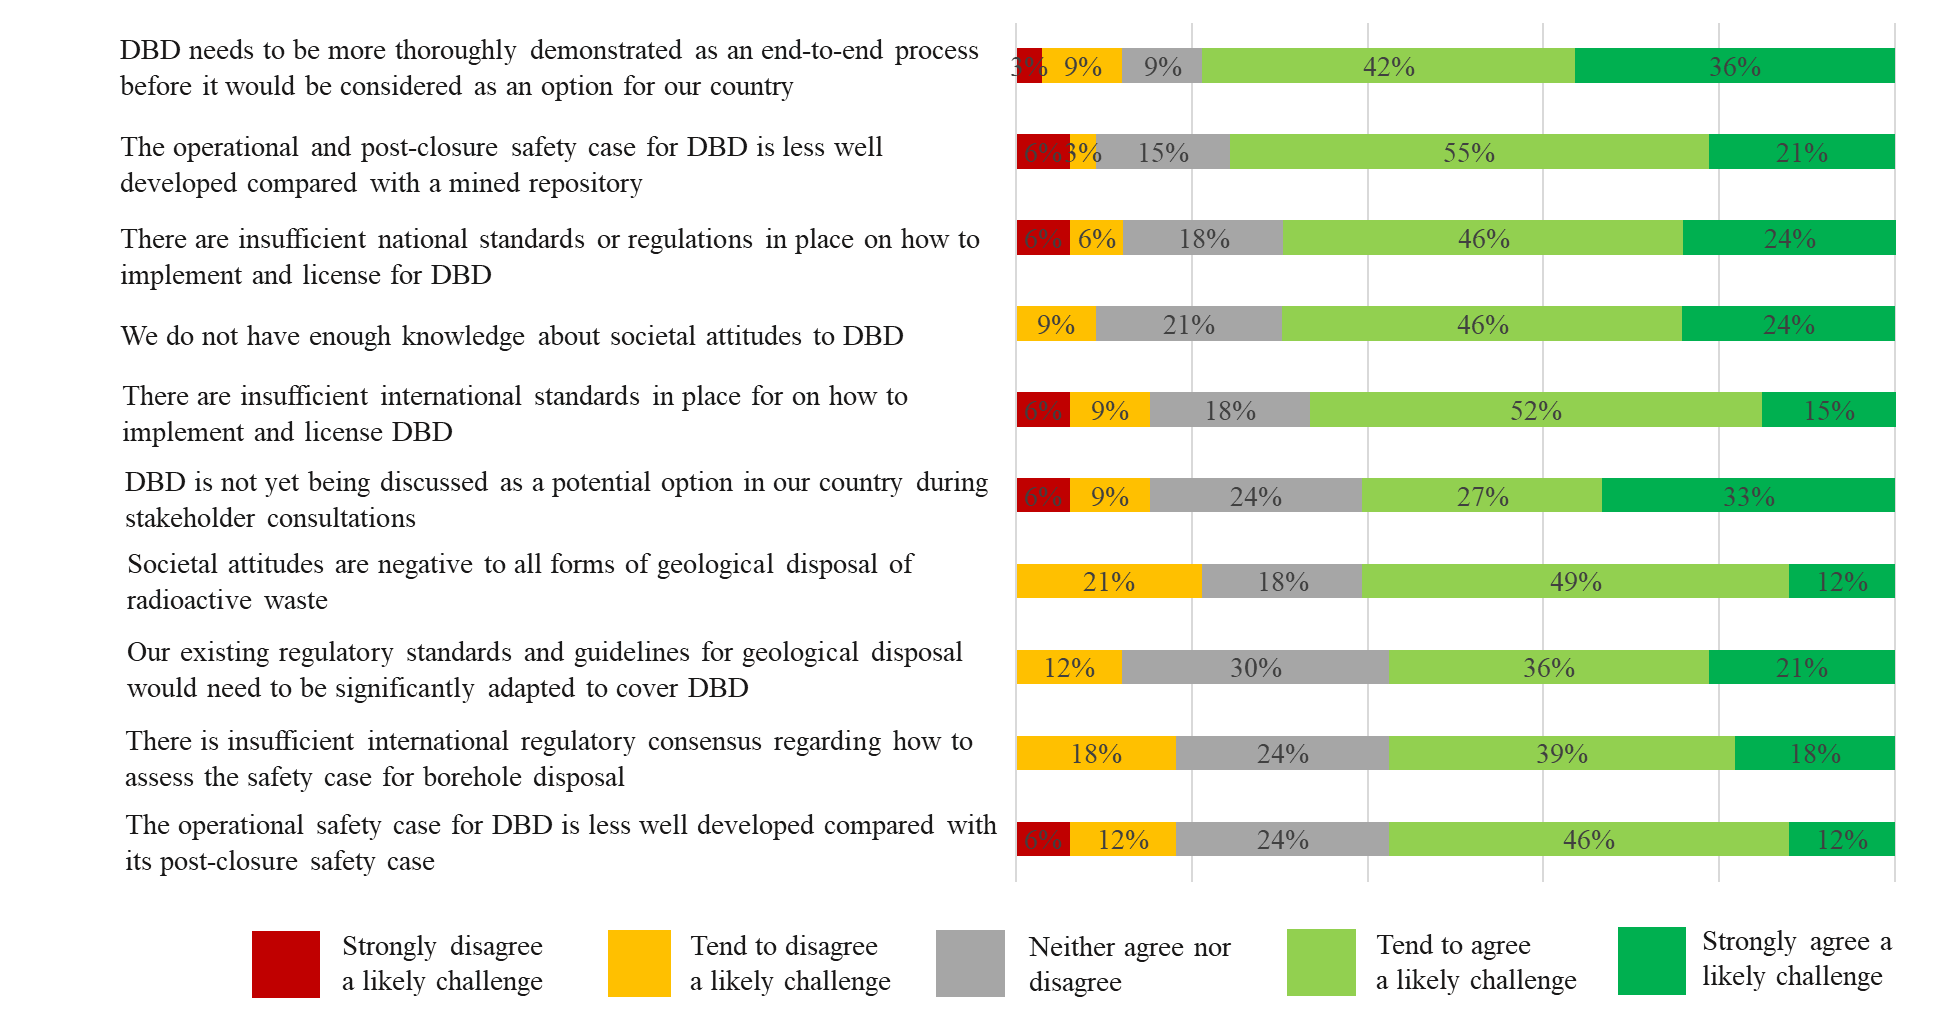 DBD needs to be more thoroughly demonstrated as an end-to-end process
before it would be considered as an option for our country
3% 9% 9% 42% 36%
The operational and post-closure safety case for DBD is less well
developed compared with a mined repository
6% 3% 15% 55% 21%
There are insufficient national standards or regulations in place on how to
implement and license for DBD
6% 6% 18% 46% 24%
We do not have enough knowledge about societal attitudes to DBD
9% 21% 46% 24%
There are insufficient international standards in place for on how to
implement and license DBD
6% 9% 18% 52% 15%
DBD is not yet being discussed as a potential option in our country during
stakeholder consultations
6% 9% 24% 27% 33%
Societal attitudes are negative to all forms of geological disposal of
radioactive waste
21% 18% 49% 12%
Our existing regulatory standards and guidelines for geological disposal
would need to be significantly adapted to cover DBD
12% 30% 36% 21%
There is insufficient international regulatory consensus regarding how to
assess the safety case for borehole disposal
18% 24% 39% 18%
The operational safety case for DBD is less well developed compared with
its post-closure safety case
6% 12% 24% 46% 12%
Strongly disagree
a likely challenge
Tend to disagree
a likely challenge
Neither agree nor
disagree
Tend to agree
a likely challenge
Strongly agree a
likely challenge